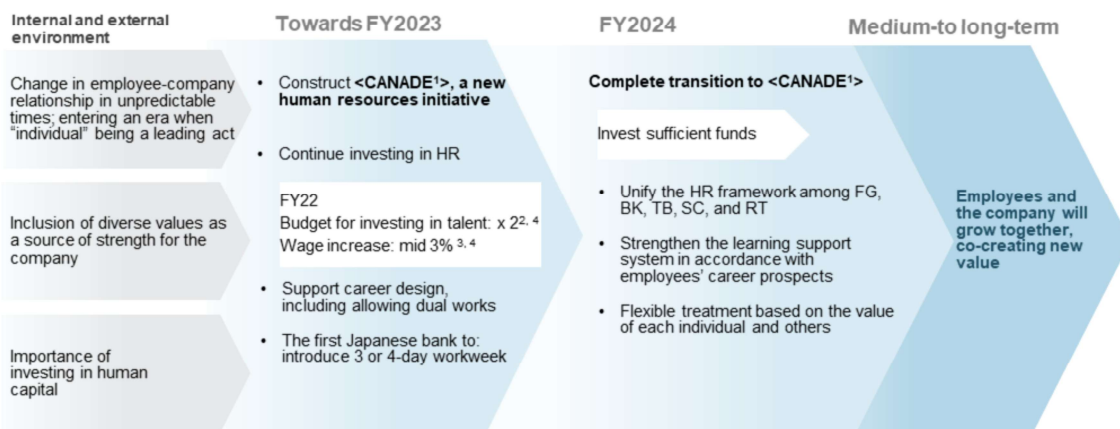 Internal and external
environment
Change in employee-company
relationship in unpredictable
times; entering an era when
"individual" being a leading act
Inclusion of diverse values as
a source of strength for the
company
Importance of
investing in human
capital
Towards FY2023
• Construct <CANADE¹>, a new
human resources initiative
• Continue investing in HR
FY22
Budget for investing in talent: x 2²,⁴
Wage increase: mid 3% ³,⁴
• Support career design,
including allowing dual works
• The first Japanese bank to:
introduce 3 or 4-day workweek
FY2024
Complete transition to <CANADE¹>
Invest sufficient funds
• Unify the HR framework among FG,
BK, TB, SC, and RT
• Strengthen the learning support
system in accordance with
employees' career prospects
• Flexible treatment based on the value
of each individual and others
Medium-to long-term
Employees and
the company will
grow together,
co-creating new
value